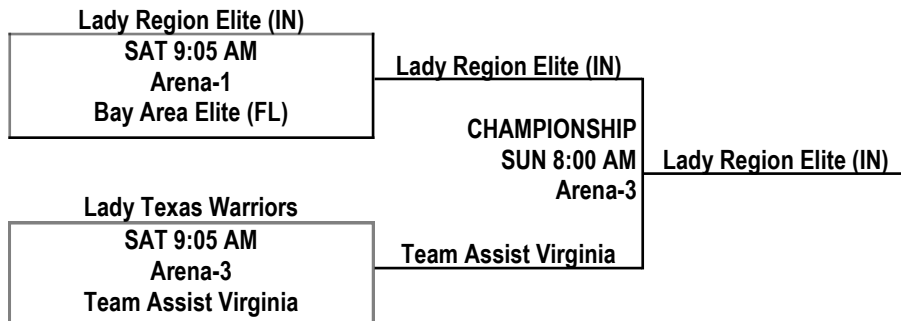 Lady Region Elite (IN)
SAT 9:05 AM
Arena-1
Bay Area Elite (FL)
Lady Region Elite (IN)
CHAMPIONSHIP
SUN 8:00 AM
Arena-3
Lady Region Elite (IN)
Lady Texas Warriors
SAT 9:05 AM
Arena-3
Team Assist Virginia
Team Assist Virginia